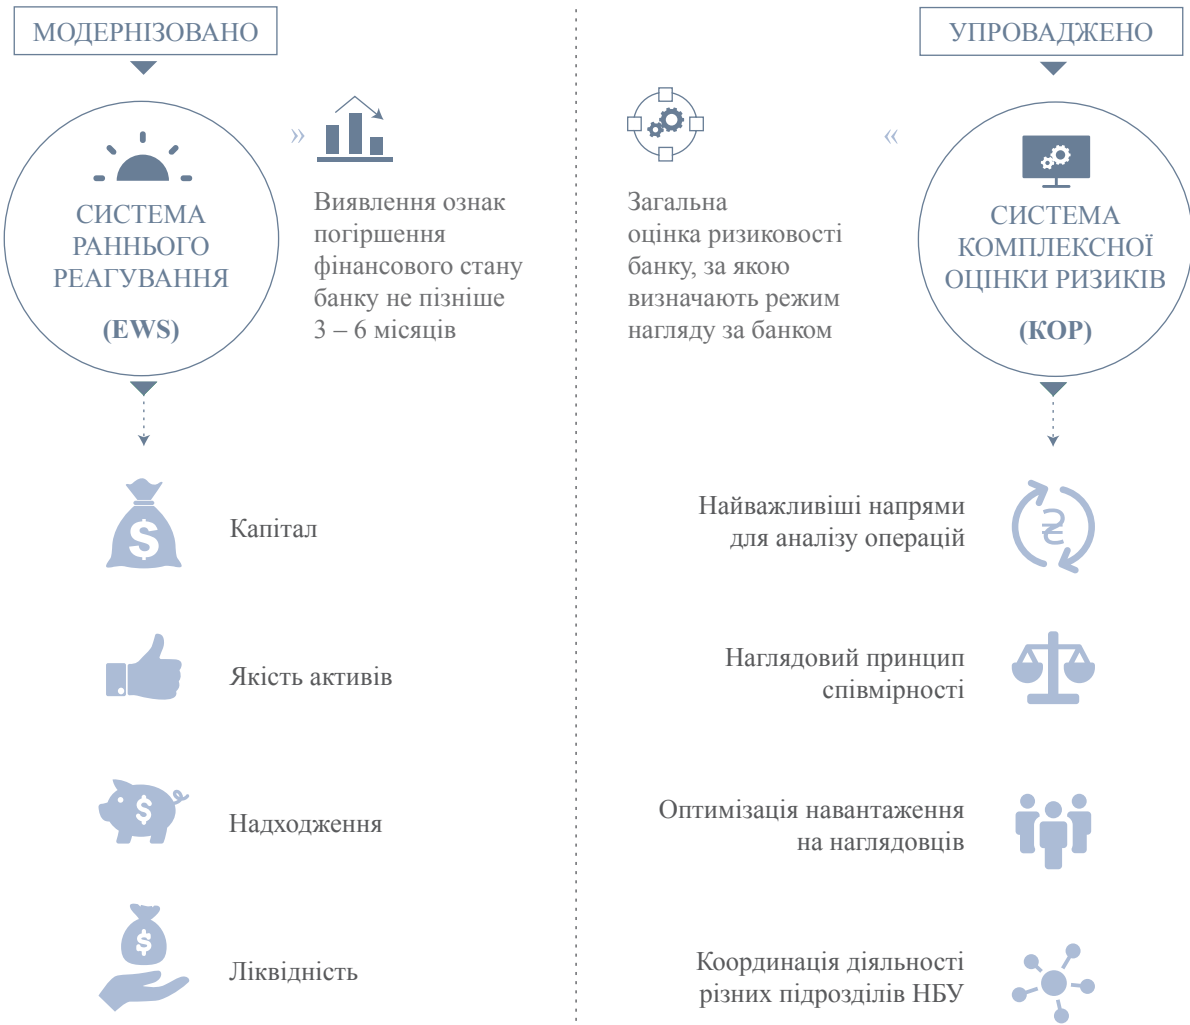 МОДЕРНІЗОВАНО
СИСТЕМА
РАННЬОГО
РЕАГУВАННЯ
(EWS)
»
Виявлення ознак
погіршення
фінансового стану
банку не пізніше
3 – 6 місяців
$
Капітал
Якість активів
$
Надходження
$
Ліквідність
УПРОВАДЖЕНО
СИСТЕМА
КОМПЛЕКСНОЇ
ОЦІНКИ РИЗИКІВ
(КОР)
«
Загальна
оцінка ризиковості
банку, за якою
визначають режим
нагляду за банком
Найважливіші напрями
для аналізу операцій
₴
Наглядовий принцип
співмірності
Оптимізація навантаження
на наглядовців
Координація діяльності
різних підрозділів НБУ